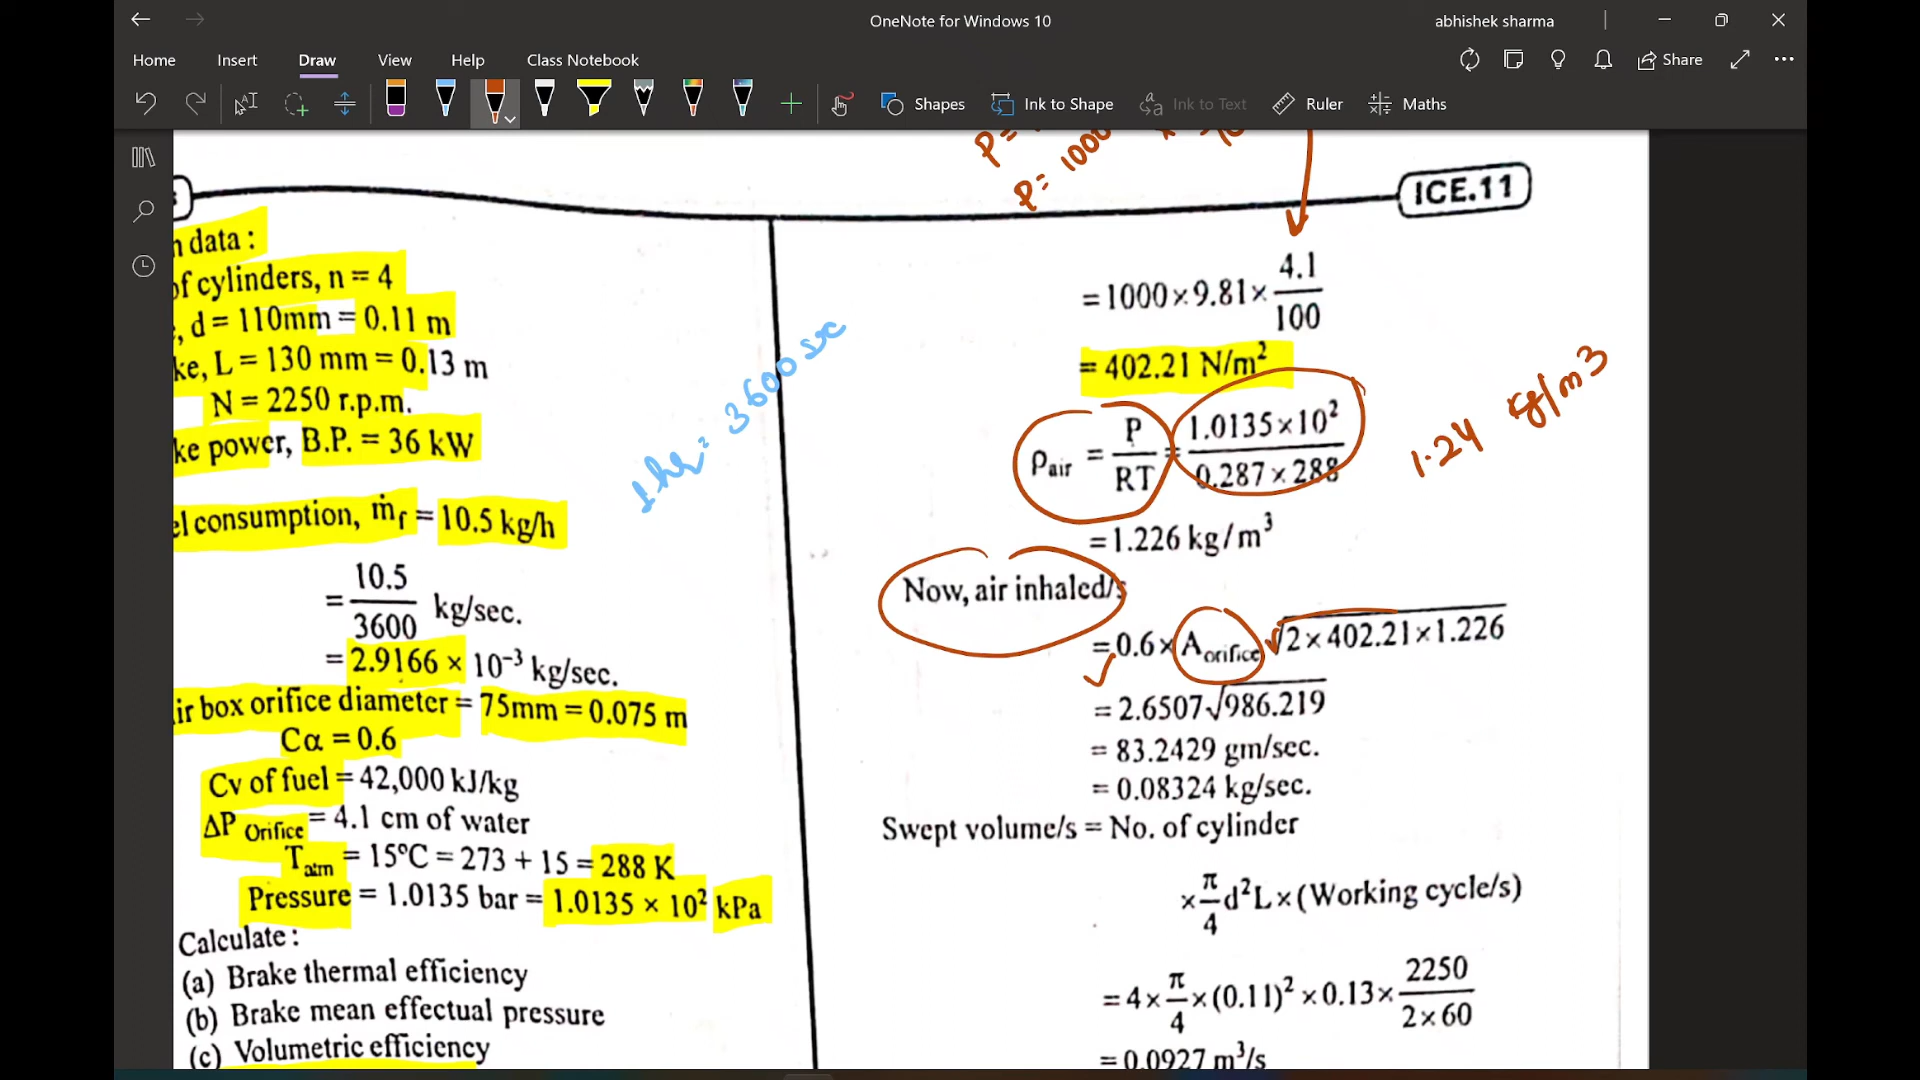 OneNote for Windows 10
abhishek sharma
Home Insert Draw View Help Class Notebook
Share
Shapes Ink to Shape Ink to Text Ruler Maths
ICE.11
n data :
of cylinders, n = 4
, d = 110mm = 0.11 m
ke, L = 130 mm = 0.13 m
N = 2250 r.p.m.
ke power, B.P. = 36 kW
el consumption, ṁf = 10.5 kg/h
= 10.5/3600 kg/sec.
= 2.9166 × 10⁻³ kg/sec.
ir box orifice diameter = 75mm = 0.075 m
Cα = 0.6
Cv of fuel = 42,000 kJ/kg
ΔP Orifice = 4.1 cm of water
Tatm = 15ºC = 273 + 15 = 288 K
Pressure = 1.0135 bar = 1.0135 × 10² kPa
Calculate :
(a) Brake thermal efficiency
(b) Brake mean effectual pressure
(c) Volumetric efficiency
1 hr = 3600 sec
P=
P= 1000
= 1000×9.81× 4.1/100
= 402.21 N/m²
ρair = P/RT = 1.0135×10²/0.287×288
1.24 kg/m3
= 1.226 kg/m³
Now, air inhaled/s
= 0.6× Aorifice √2×402.21×1.226
= 2.6507√986.219
= 83.2429 gm/sec.
= 0.08324 kg/sec.
Swept volume/s = No. of cylinder
× π/4 d²L×(Working cycle/s)
= 4× π/4 ×(0.11)² ×0.13× 2250/2×60
= 0.0927 m³/s